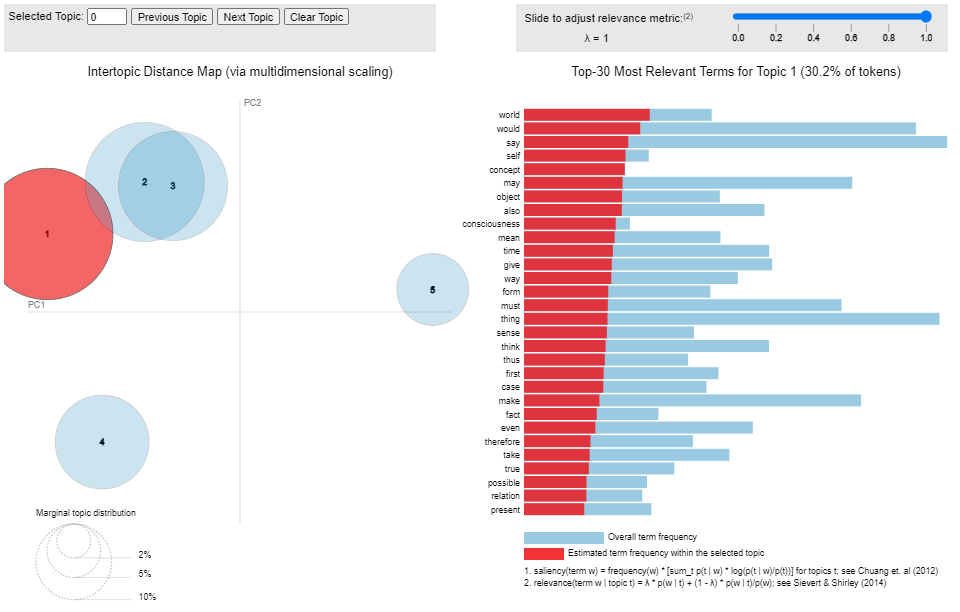 Selected Topic: 0 Previous Topic Next Topic Clear Topic
Slide to adjust relevance metric:(2)
λ = 1
0.0 0.2 0.4 0.6 0.8 1.0
Intertopic Distance Map (via multidimensional scaling)
PC2
PC1
1
2
3
4
5
Marginal topic distribution
2%
5%
10%
Top-30 Most Relevant Terms for Topic 1 (30.2% of tokens)
world
would
say
self
concept
may
object
also
consciousness
mean
time
give
way
form
must
thing
sense
think
thus
first
case
make
fact
even
therefore
take
true
possible
relation
present
Overall term frequency
Estimated term frequency within the selected topic
1. saliency(term w) = frequency(w) * [sum_t p(t | w) * log(p(t | w)/p(t))] for topics t; see Chuang et. al (2012)
2. relevance(term w | topic t) = λ * p(w | t) + (1 - λ) * p(w | t)/p(w); see Sievert & Shirley (2014)